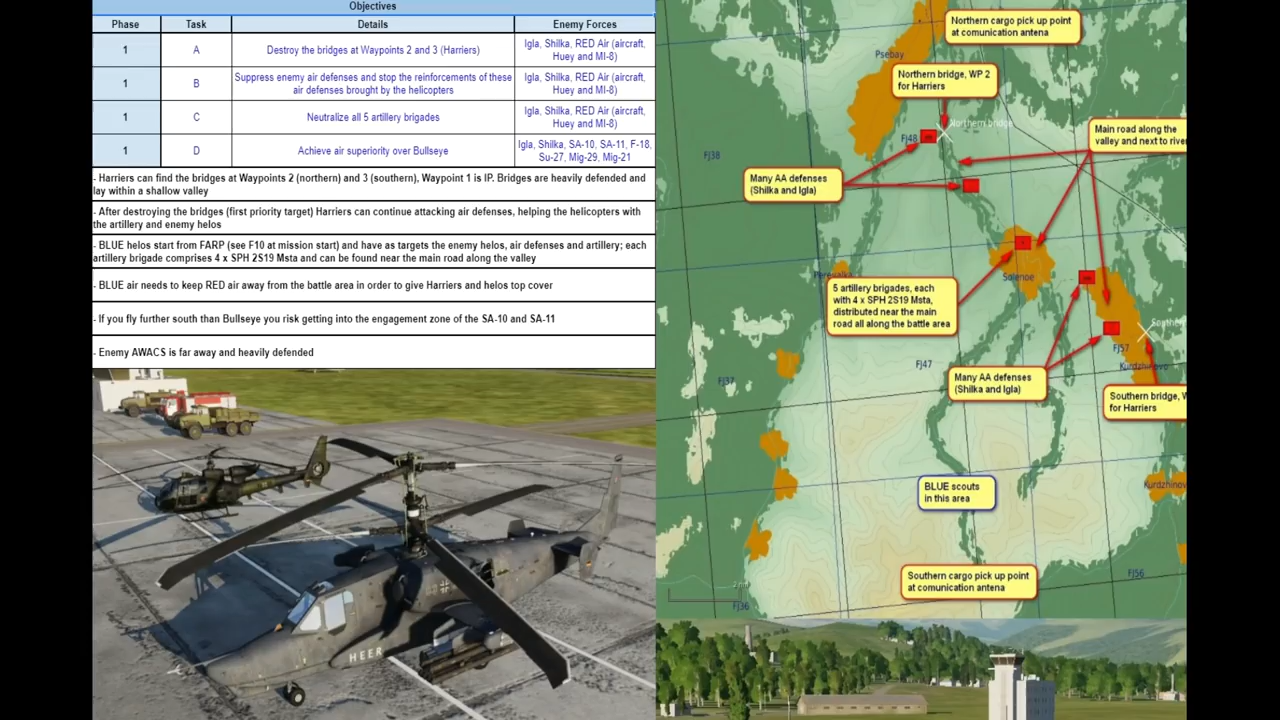 Objectives
Phase Task Details Enemy Forces
1 A Destroy the bridges at Waypoints 2 and 3 (Harriers) Igla, Shilka, RED Air (aircraft,
Huey and MI-8)
1 B Suppress enemy air defenses and stop the reinforcements of these
air defenses brought by the helicopters Igla, Shilka, RED Air (aircraft,
Huey and MI-8)
1 C Neutralize all 5 artillery brigades Igla, Shilka, RED Air (aircraft,
Huey and MI-8)
1 D Achieve air superiority over Bullseye Igla, Shilka, SA-10, SA-11, F-18,
Su-27, Mig-29, Mig-21
- Harriers can find the bridges at Waypoints 2 (northern) and 3 (southern), Waypoint 1 is IP. Bridges are heavily defended and
lay within a shallow valley
- After destroying the bridges (first priority target) Harriers can continue attacking air defenses, helping the helicopters with
the artillery and enemy helos
- BLUE helos start from FARP (see F10 at mission start) and have as targets the enemy helos, air defenses and artillery; each
artillery brigade comprises 4 x SPH 2S19 Msta and can be found near the main road along the valley
- BLUE air needs to keep RED air away from the battle area in order to give Harriers and helos top cover
- If you fly further south than Bullseye you risk getting into the engagement zone of the SA-10 and SA-11
- Enemy AWACS is far away and heavily defended
HEER
Northern cargo pick up point
at comunication antena
Psebay
Northern bridge, WP 2
for Harriers
Northern bridge
Main road along the
valley and next to river
FJ48
FJ38
Many AA defenses
(Shilka and Igla)
Solenoe
5 artillery brigades, each
with 4 x SPH 2S19 Msta,
distributed near the main
road all along the battle area
Southern
FJ57
FJ47
Kurdzhinovo
FJ37
Many AA defenses
(Shilka and Igla)
Southern bridge, W
for Harriers
BLUE scouts
in this area
Kurdzhinov
Southern cargo pick up point
at comunication antena
FJ56
FJ36